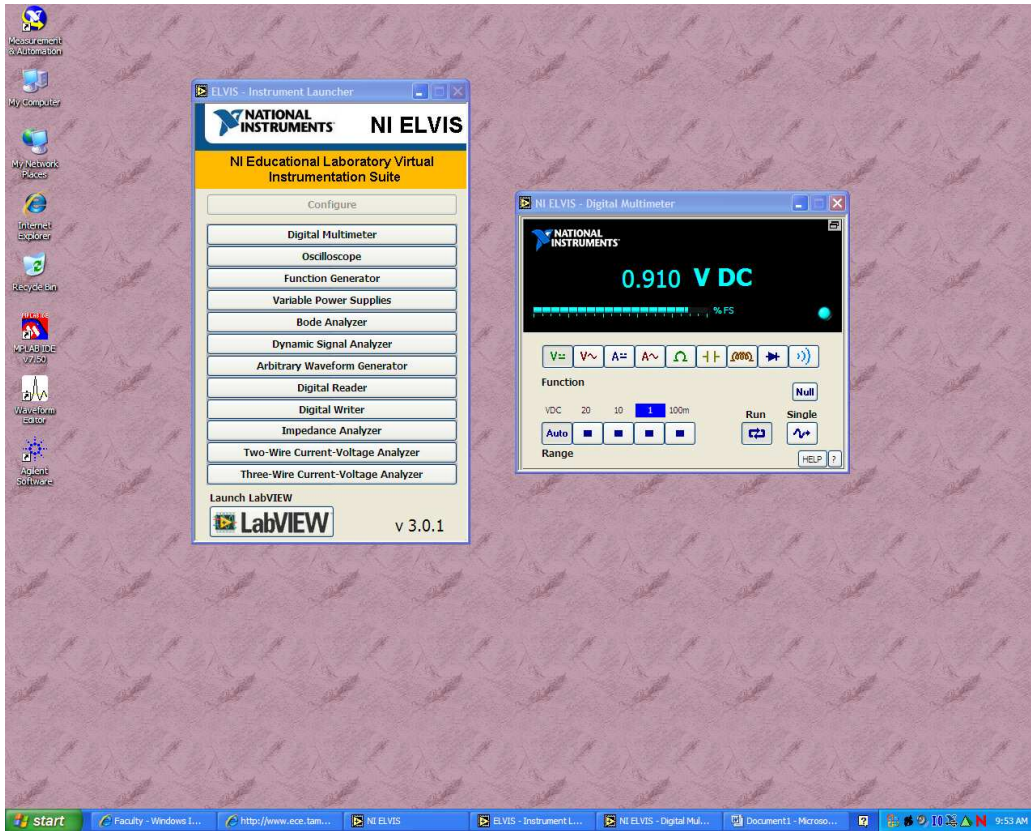 Measurement
& Automation
My Computer
My Network
Places
Internet
Explorer
Recycle Bin
MPLAB IDE
v7.50
Waveform
Editor
Agilent
Software
ELVIS - Instrument Launcher
NATIONAL
INSTRUMENTS
NI ELVIS
NI Educational Laboratory Virtual
Instrumentation Suite
Configure
Digital Multimeter
Oscilloscope
Function Generator
Variable Power Supplies
Bode Analyzer
Dynamic Signal Analyzer
Arbitrary Waveform Generator
Digital Reader
Digital Writer
Impedance Analyzer
Two-Wire Current-Voltage Analyzer
Three-Wire Current-Voltage Analyzer
Launch LabVIEW
LabVIEW
v 3.0.1
NI ELVIS - Digital Multimeter
NATIONAL
INSTRUMENTS
0.910 V DC
% FS
V= V~ A= A~ Ω
Function
Null
VDC 20 10 1 100m
Run Single
Auto
Range
HELP ?
start
Faculty - Windows I...
http://www.ece.tam...
NI ELVIS
ELVIS - Instrument L...
NI ELVIS - Digital Mul...
Document1 - Microso...
9:53 AM